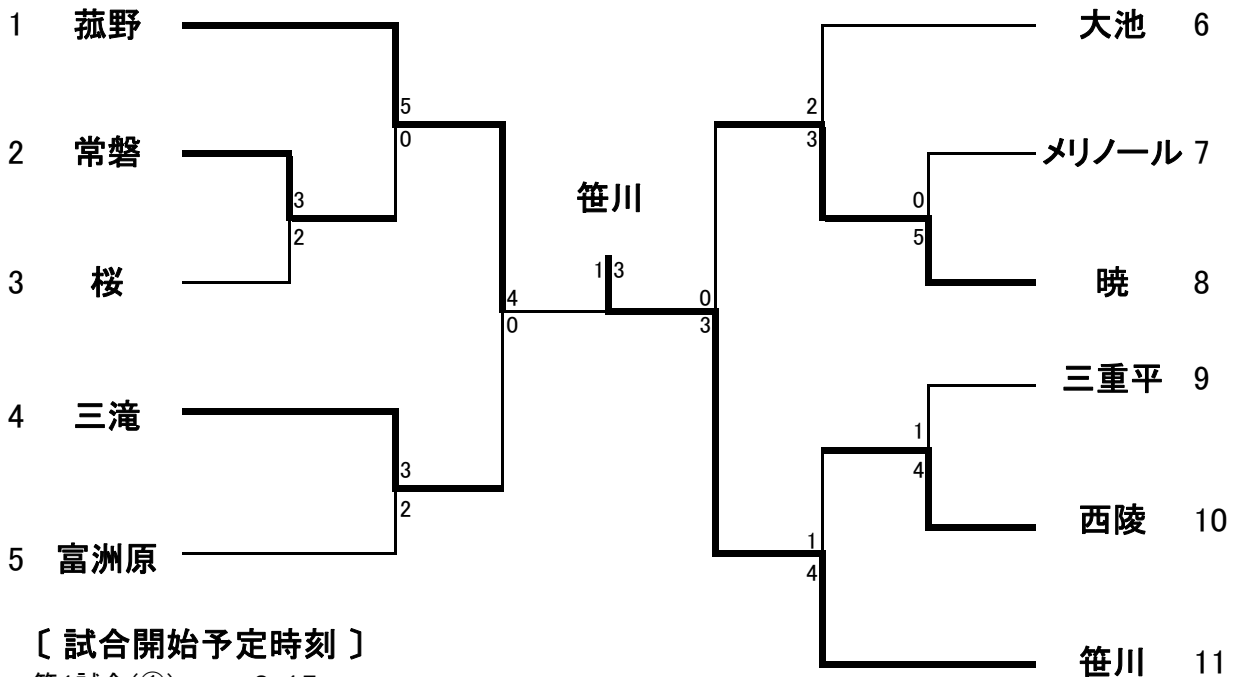 1 菰野
5
0
2 常磐
3
2
3 桜
4
0
4 三滝
3
2
5 富洲原
笹川
1 3
大池 6
2
3
メリノール 7
0
5
暁 8
0
3
三重平 9
1
4
西陵 10
1
4
笹川 11
〔 試合開始予定時刻 〕